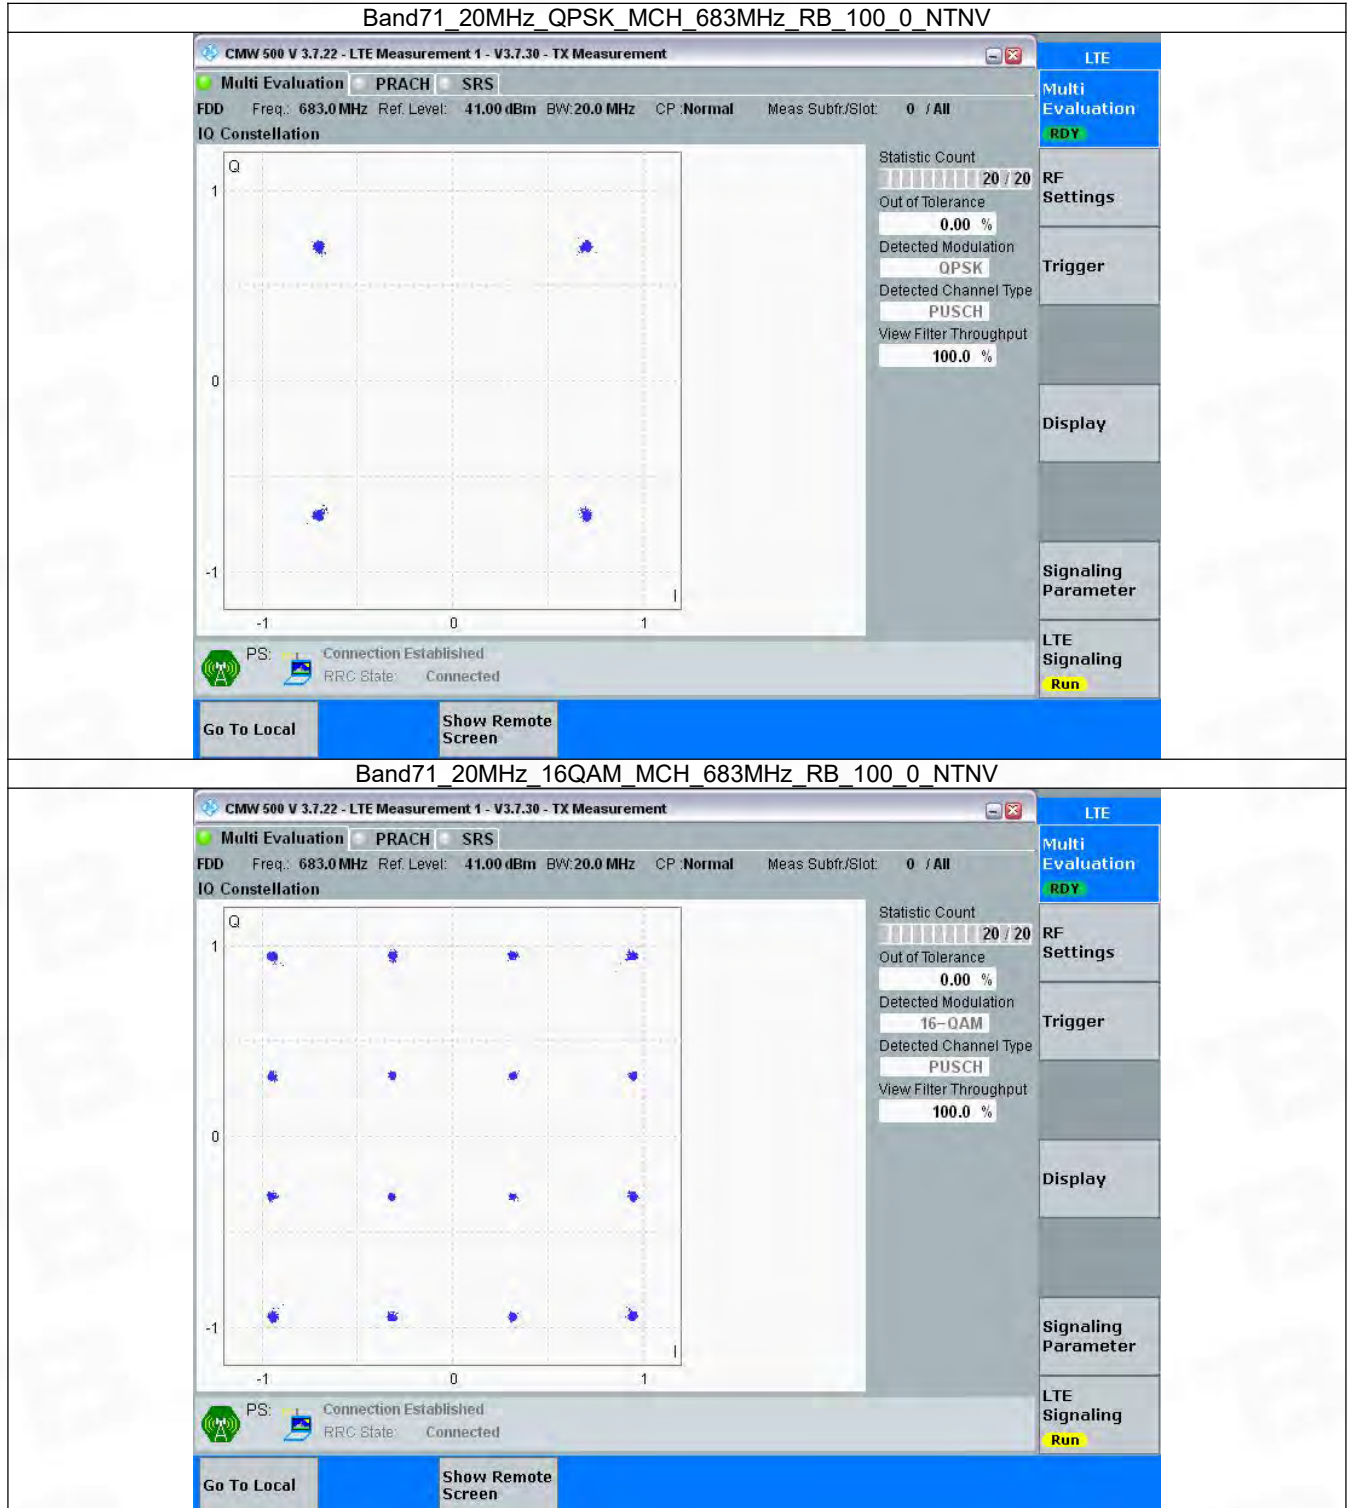 Band71_20MHz_QPSK_MCH_683MHz_RB_100_0_NTNV
CMW 500 V 3.7.22 - LTE Measurement 1 - V3.7.30 - TX Measurement
LTE
Multi Evaluation PRACH SRS
Multi
Evaluation
RDY
FDD Freq.: 683.0 MHz Ref. Level: 41.00 dBm BW: 20.0 MHz CP :Normal Meas Subfr./Slot: 0 / All
IQ Constellation
Q
1
0
-1
I
-1 0 1
Statistic Count
20 / 20
Out of Tolerance
0.00 %
Detected Modulation
QPSK
Detected Channel Type
PUSCH
View Filter Throughput
100.0 %
RF
Settings
Trigger
Display
Signaling
Parameter
LTE
Signaling
Run
PS: Connection Established
RRC State: Connected
Go To Local
Show Remote
Screen
Band71_20MHz_16QAM_MCH_683MHz_RB_100_0_NTNV
CMW 500 V 3.7.22 - LTE Measurement 1 - V3.7.30 - TX Measurement
LTE
Multi Evaluation PRACH SRS
Multi
Evaluation
RDY
FDD Freq.: 683.0 MHz Ref. Level: 41.00 dBm BW: 20.0 MHz CP :Normal Meas Subfr./Slot: 0 / All
IQ Constellation
Q
1
0
-1
I
-1 0 1
Statistic Count
20 / 20
Out of Tolerance
0.00 %
Detected Modulation
16-QAM
Detected Channel Type
PUSCH
View Filter Throughput
100.0 %
RF
Settings
Trigger
Display
Signaling
Parameter
LTE
Signaling
Run
PS: Connection Established
RRC State: Connected
Go To Local
Show Remote
Screen